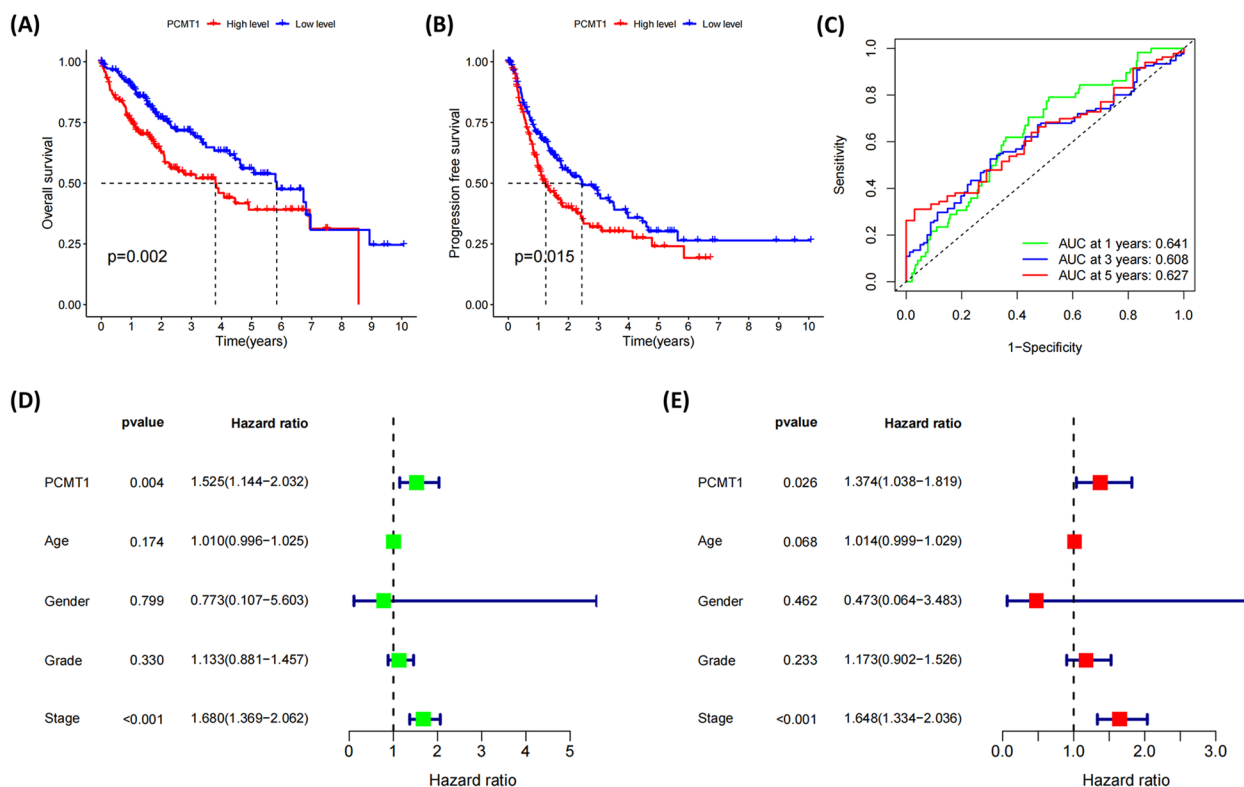 (A)
PCMT1 High level Low level
Overall survival
1.00
0.75
0.50
0.25
0.00
p=0.002
0 1 2 3 4 5 6 7 8 9 10
Time(years)
(B)
PCMT1 High level Low level
Progression free survival
1.00
0.75
0.50
0.25
0.00
p=0.015
0 1 2 3 4 5 6 7 8 9 10
Time(years)
(C)
Sensitivity
1.0
0.8
0.6
0.4
0.2
0.0
AUC at 1 years: 0.641
AUC at 3 years: 0.608
AUC at 5 years: 0.627
0.0 0.2 0.4 0.6 0.8 1.0
1−Specificity
(D)
pvalue Hazard ratio
PCMT1 0.004 1.525(1.144−2.032)
Age 0.174 1.010(0.996−1.025)
Gender 0.799 0.773(0.107−5.603)
Grade 0.330 1.133(0.881−1.457)
Stage <0.001 1.680(1.369−2.062)
0 1 2 3 4 5
Hazard ratio
(E)
pvalue Hazard ratio
PCMT1 0.026 1.374(1.038−1.819)
Age 0.068 1.014(0.999−1.029)
Gender 0.462 0.473(0.064−3.483)
Grade 0.233 1.173(0.902−1.526)
Stage <0.001 1.648(1.334−2.036)
0.0 1.0 2.0 3.0
Hazard ratio